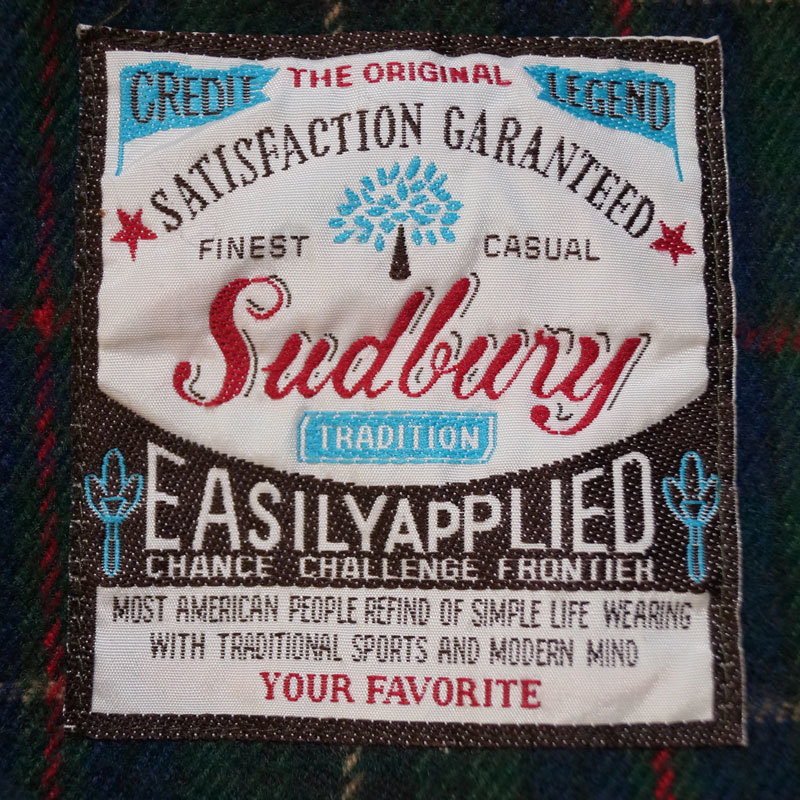 CREDIT THE ORIGINAL LEGEND
SATISFACTION GARANTEED
FINEST CASUAL
Sudbury
TRADITION
EASILYAPPLIED
CHANCE CHALLENGE FRONTIER
MOST AMERICAN PEOPLE REFIND OF SIMPLE LIFE WEARING
WITH TRADITIONAL SPORTS AND MODERN MIND
YOUR FAVORITE